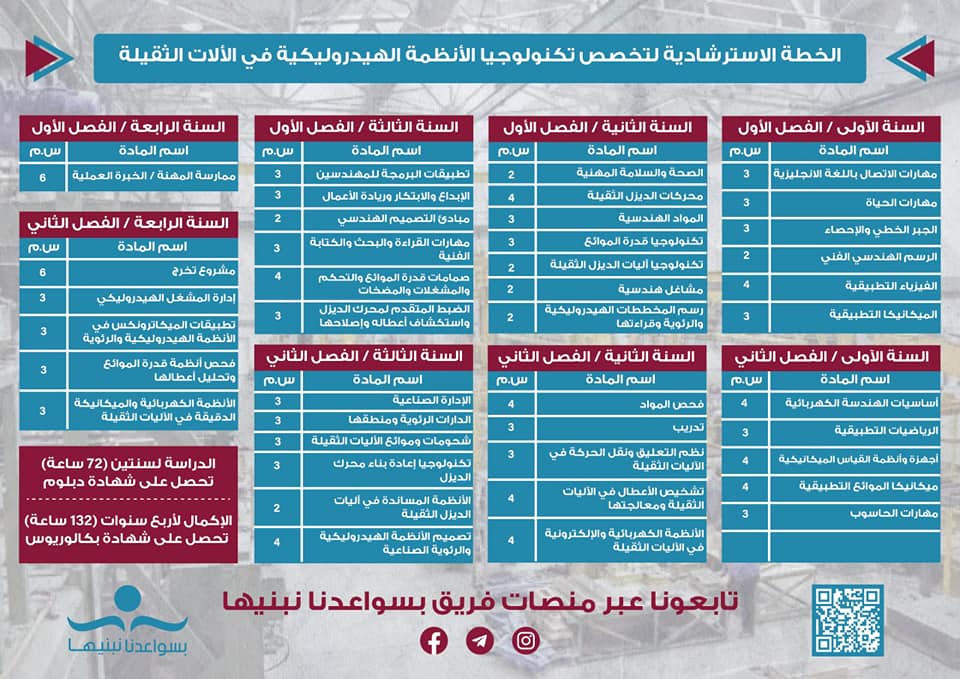 الخطة الاسترشادية لتخصص تكنولوجيا الأنظمة الهيدروليكية في الألات الثقيلة
السنة الأولى / الفصل الأول
اسم المادة س.م
مهارات الاتصال باللغة الانجليزية 3
مهارات الحياة 3
الجبر الخطي والإحصاء 3
الرسم الهندسي الفني 2
الفيزياء التطبيقية 4
الميكانيكا التطبيقية 3
السنة الأولى / الفصل الثاني
اسم المادة س.م
أساسيات الهندسة الكهربائية 4
الرياضيات التطبيقية 3
أجهزة وأنظمة القياس الميكانيكية 4
ميكانيكا الموائع التطبيقية 4
مهارات الحاسوب 3
السنة الثانية / الفصل الأول
اسم المادة س.م
الصحة والسلامة المهنية 2
محركات الديزل الثقيلة 4
المواد الهندسية 3
تكنولوجيا قدرة الموائع 3
تكنولوجيا آليات الديزل الثقيلة 2
مشاغل هندسية 2
رسم المخططات الهيدروليكية
والرئوية وقراءتها 2
السنة الثانية / الفصل الثاني
اسم المادة س.م
فحص المواد 4
تدريب 3
نظم التعليق ونقل الحركة في
الآليات الثقيلة 3
تشخيص الأعطال في الآليات
الثقيلة ومعالجتها 4
الأنظمة الكهربائية والإلكترونية
في الآليات الثقيلة 4
السنة الثالثة / الفصل الأول
اسم المادة س.م
تطبيقات البرمجة للمهندسين 3
الإبداع والابتكار وريادة الأعمال 3
مبادئ التصميم الهندسي 2
مهارات القراءة والبحث والكتابة
الفنية 3
صمامات قدرة الموائع والتحكم
والمشغلات والمضخات 4
الضبط المتقدم لمحرك الديزل
واستكشاف أعطاله وإصلاحها 3
السنة الثالثة / الفصل الثاني
اسم المادة س.م
الإدارة الصناعية 3
الدارات الرئوية ومنطقها 3
شحومات وموائع الأليات الثقيلة 3
تكنولوجيا إعادة بناء محرك
الديزل 3
الأنظمة المساندة في آليات
الديزل الثقيلة 2
تصميم الأنظمة الهيدروليكية
والرئوية الصناعية 4
السنة الرابعة / الفصل الأول
اسم المادة س.م
ممارسة المهنة / الخبرة العملية 6
السنة الرابعة / الفصل الثاني
اسم المادة س.م
مشروع تخرج 6
إدارة المشغل الهيدروليكي 3
تطبيقات الميكاترونكس في
الأنظمة الهيدروليكية والرئوية 3
فحص أنظمة قدرة الموائع
وتحليل أعطالها 3
الأنظمة الكهربائية والميكانيكة
الدقيقة في الآليات الثقيلة 3
الدراسة لسنتين (72 ساعة)
تحصل على شهادة دبلوم
الإكمال لأربع سنوات (132 ساعة)
تحصل على شهادة بكالوريوس
تابعونا عبر منصات فريق بسواعدنا نبنيها
بسواعدنا نبنيها